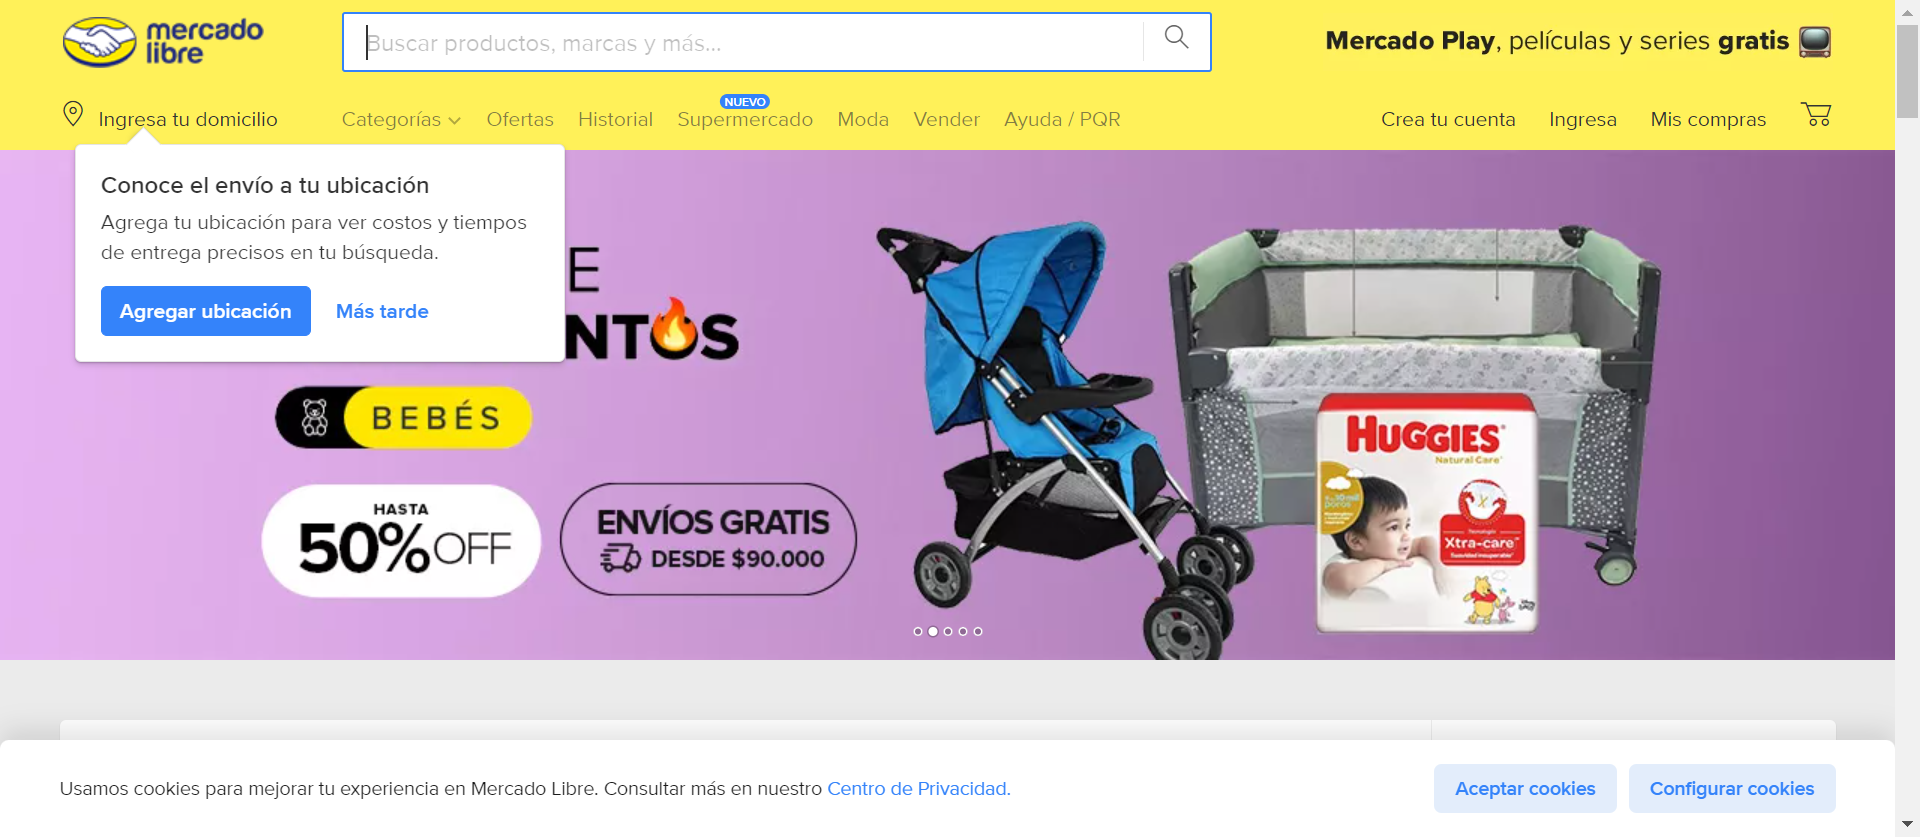 mercado
libre
Buscar productos, marcas y más...
Mercado Play, películas y series gratis
Ingresa tu domicilio
Categorías
Ofertas
Historial
NUEVO
Supermercado
Moda
Vender
Ayuda / PQR
Crea tu cuenta
Ingresa
Mis compras
Conoce el envío a tu ubicación
Agrega tu ubicación para ver costos y tiempos
de entrega precisos en tu búsqueda.
Agregar ubicación
Más tarde
E
NTOS
BEBÉS
HASTA
50% OFF
ENVÍOS GRATIS
DESDE $90.000
HUGGIES
Natural Care
Xtra-care
Usamos cookies para mejorar tu experiencia en Mercado Libre. Consultar más en nuestro Centro de Privacidad.
Aceptar cookies
Configurar cookies